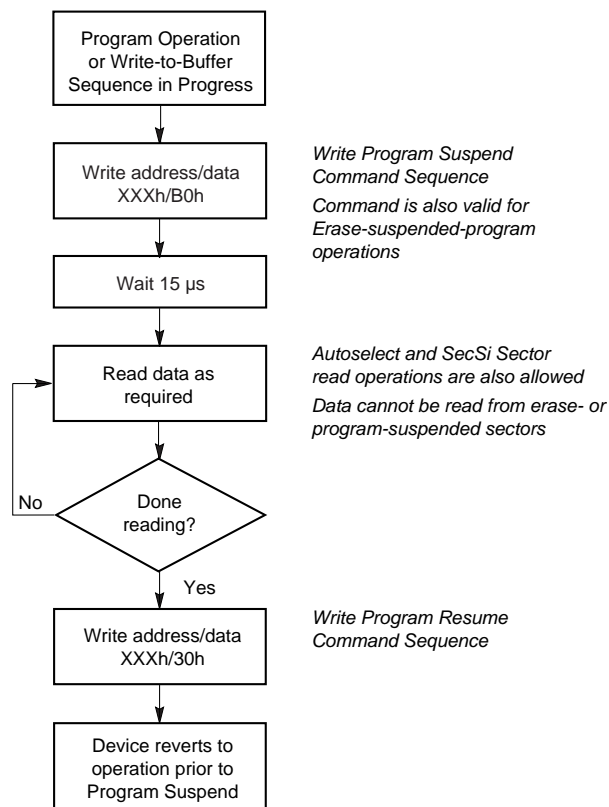 Program Operation
or Write-to-Buffer
Sequence in Progress
Write address/data
XXXh/B0h
Write Program Suspend
Command Sequence
Command is also valid for
Erase-suspended-program
operations
Wait 15 μs
Read data as
required
Autoselect and SecSi Sector
read operations are also allowed
Data cannot be read from erase- or
program-suspended sectors
No
Done
reading?
Yes
Write address/data
XXXh/30h
Write Program Resume
Command Sequence
Device reverts to
operation prior to
Program Suspend